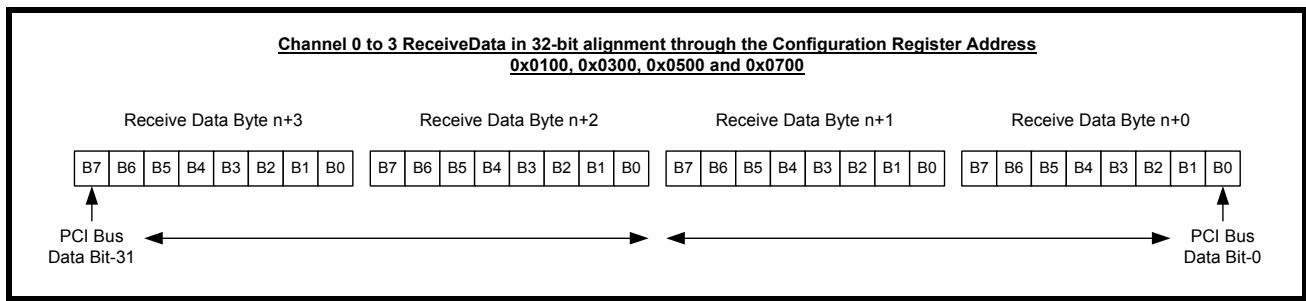 Channel 0 to 3 ReceiveData in 32-bit alignment through the Configuration Register Address
0x0100, 0x0300, 0x0500 and 0x0700
Receive Data Byte n+3 Receive Data Byte n+2 Receive Data Byte n+1 Receive Data Byte n+0
B7 B6 B5 B4 B3 B2 B1 B0 B7 B6 B5 B4 B3 B2 B1 B0 B7 B6 B5 B4 B3 B2 B1 B0 B7 B6 B5 B4 B3 B2 B1 B0
PCI Bus PCI Bus
Data Bit-31 Data Bit-0